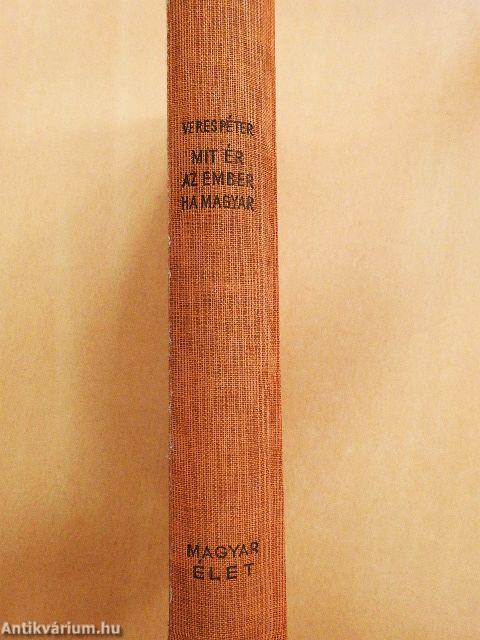 VERES PÉTER
MIT ÉR
AZ EMBER
HA MAGYAR
MAGYAR
ÉLET
Antikvárium.hu